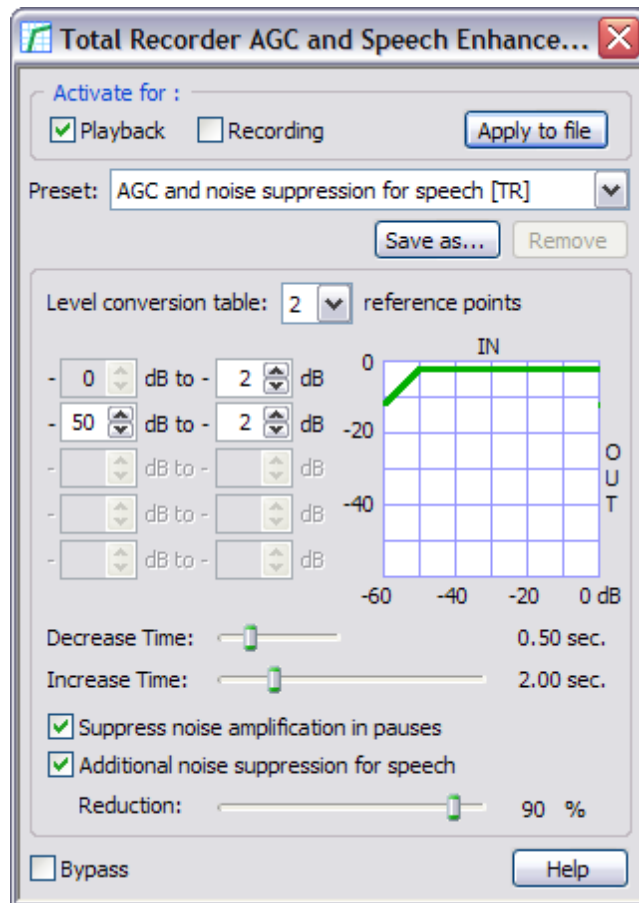 Total Recorder AGC and Speech Enhance...
Activate for :
Playback Recording Apply to file
Preset: AGC and noise suppression for speech [TR]
Save as... Remove
Level conversion table: 2 reference points
IN
- 0 dB to - 2 dB
- 50 dB to - 2 dB
- dB to - dB
- dB to - dB
- dB to - dB
0
-20
-40
OUT
-60 -40 -20 0 dB
Decrease Time: 0.50 sec.
Increase Time: 2.00 sec.
Suppress noise amplification in pauses
Additional noise suppression for speech
Reduction: 90 %
Bypass Help